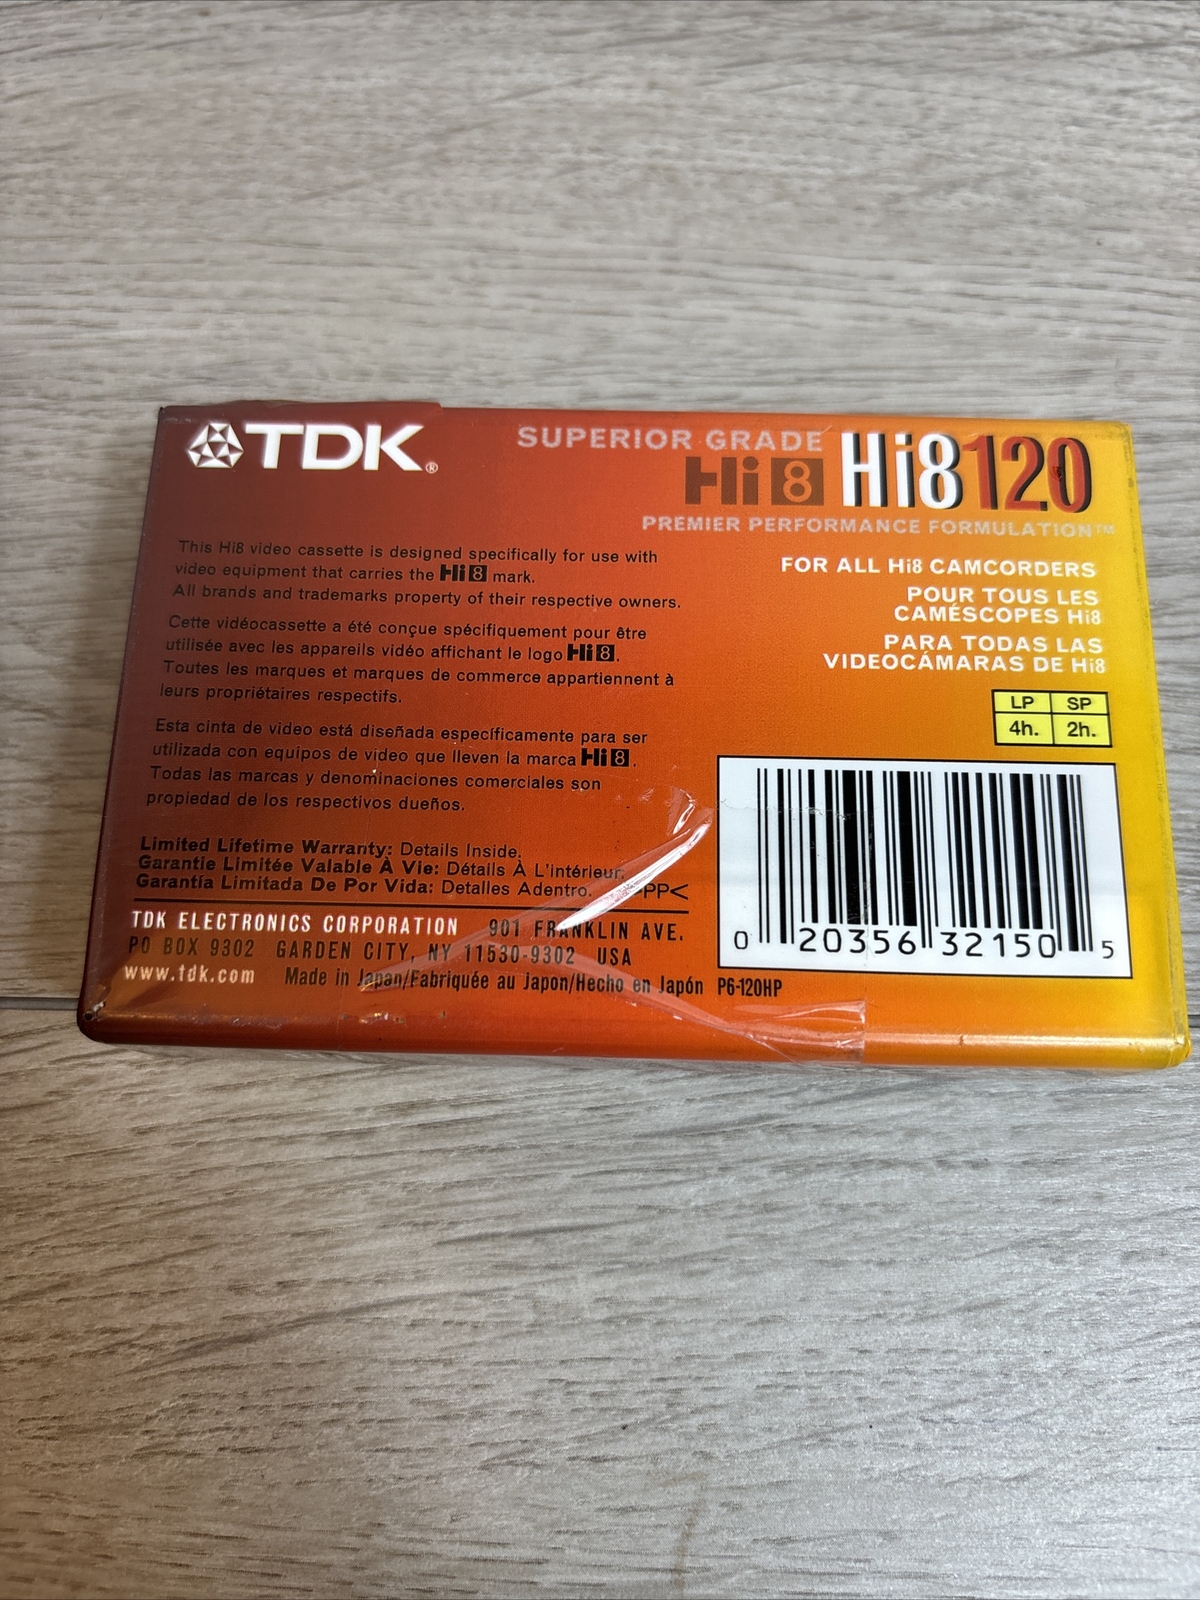 TDK®
SUPERIOR GRADE
Hi8 Hi8 120
PREMIER PERFORMANCE FORMULATION™
This Hi8 video cassette is designed specifically for use with
video equipment that carries the Hi8 mark.
All brands and trademarks property of their respective owners.
Cette vidéocassette a été conçue spécifiquement pour être
utilisée avec les appareils vidéo affichant le logo Hi8.
Toutes les marques et marques de commerce appartiennent à
leurs propriétaires respectifs.
Esta cinta de video está diseñada específicamente para ser
utilizada con equipos de video que lleven la marca Hi8.
Todas las marcas y denominaciones comerciales son
propiedad de los respectivos dueños.
Limited Lifetime Warranty: Details Inside.
Garantie Limitée Valable À Vie: Détails À L'intérieur.
Garantía Limitada De Por Vida: Detalles Adentro.
PP<
TDK ELECTRONICS CORPORATION 901 FRANKLIN AVE.
PO BOX 9302 GARDEN CITY, NY 11530-9302 USA
www.tdk.com Made in Japan/Fabriquée au Japon/Hecho en Japón P6-120HP
FOR ALL Hi8 CAMCORDERS
POUR TOUS LES
CAMÉSCOPES Hi8
PARA TODAS LAS
VIDEOCÁMARAS DE Hi8
LP SP
4h. 2h.
0 20356 32150 5